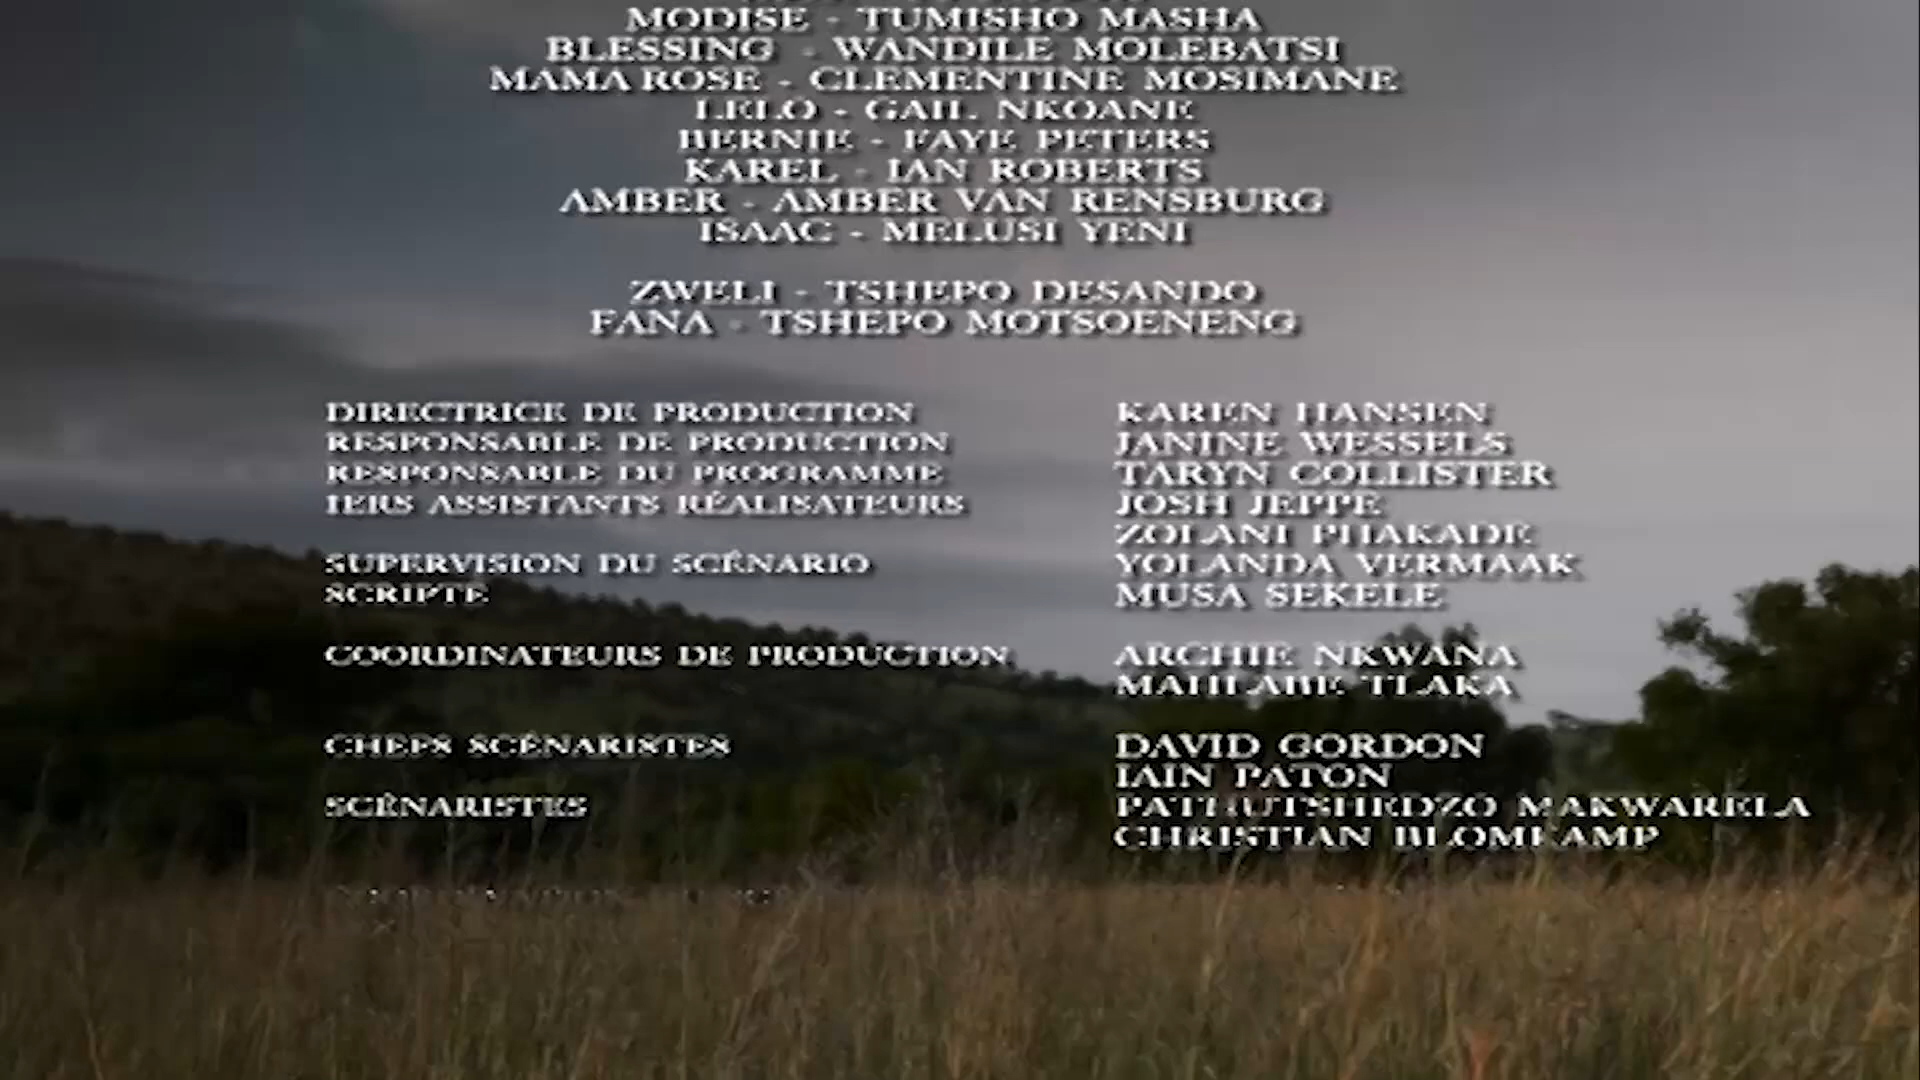 MODISE - TUMISHO MASHA
BLESSING - WANDILE MOLEBATSI
MAMA ROSE - CLEMENTINE MOSIMANE
LELO - GAIL NKOANE
BERNIE - FAYE PETERS
KAREL - IAN ROBERTS
AMBER - AMBER VAN RENSBURG
ISAAC - MELUSI YENI
ZWELI - TSHEPO DESANDO
FANA - TSHEPO MOTSOENENG
DIRECTRICE DE PRODUCTION KAREN HANSEN
RESPONSABLE DE PRODUCTION JANINE WESSELS
RESPONSABLE DU PROGRAMME TARYN COLLISTER
1ERS ASSISTANTS RÉALISATEURS JOSH JEPPE
ZOLANI PHAKADE
SUPERVISION DU SCÉNARIO YOLANDA VERMAAK
SCRIPTE MUSA SEKELE
COORDINATEURS DE PRODUCTION ARCHIE NKWANA
MAHLABE TLAKA
CHEFS SCÉNARISTES DAVID GORDON
IAIN PATON
SCÉNARISTES PATHUTSHEDZO MAKWARELA
CHRISTIAN BLOMKAMP